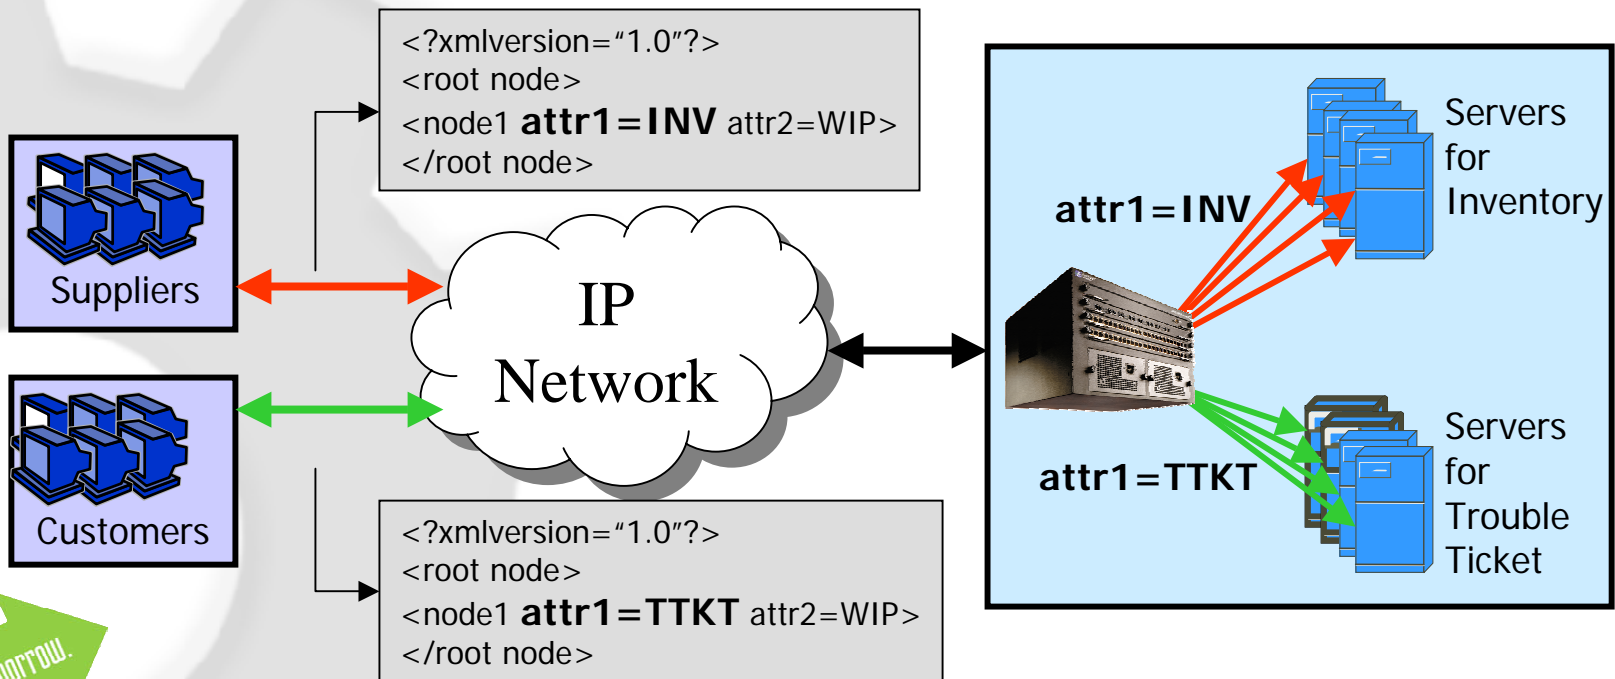 <?xmlversion=“1.0”?>
<root node>
<node1 attr1=INV attr2=WIP>
</root node>
Suppliers
IP
Network
Customers
<?xmlversion=“1.0”?>
<root node>
<node1 attr1=TTKT attr2=WIP>
</root node>
attr1=INV
Servers
for
Inventory
attr1=TTKT
Servers
for
Trouble
Ticket